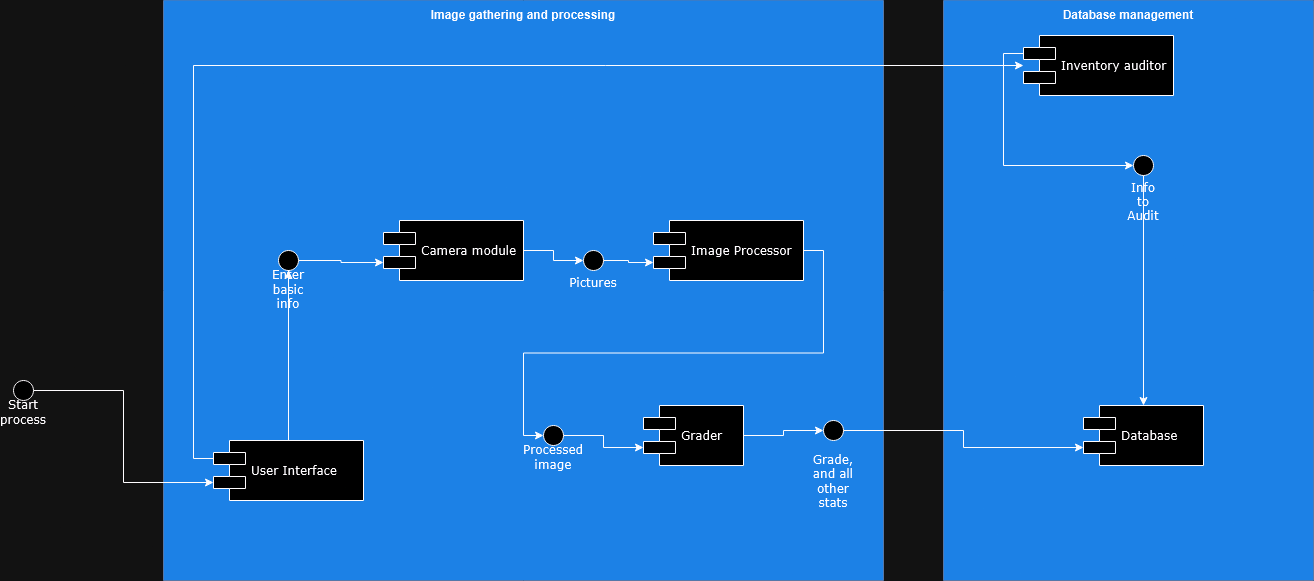 Image gathering and processing
Database management
Inventory auditor
Info
to
Audit
Camera module
Image Processor
Enter
basic
info
Pictures
Start
process
User Interface
Processed
image
Grader
Grade,
and all
other
stats
Database